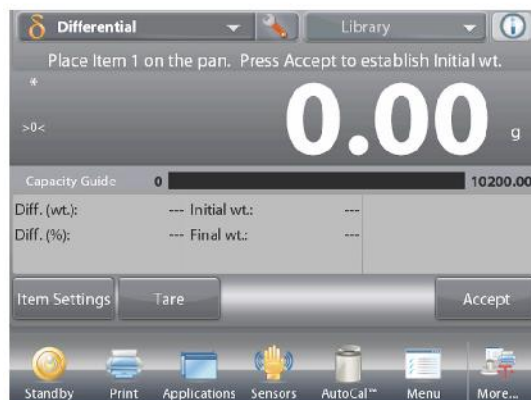 δ Differential Library
Place Item 1 on the pan. Press Accept to establish Initial wt.
*
0.00
>0<
g
Capacity Guide 0 10200.00
Diff. (wt.): --- Initial wt.: ---
Diff. (%): --- Final wt.: ---
Item Settings Tare Accept
Standby Print Applications Sensors AutoCal™ Menu More...